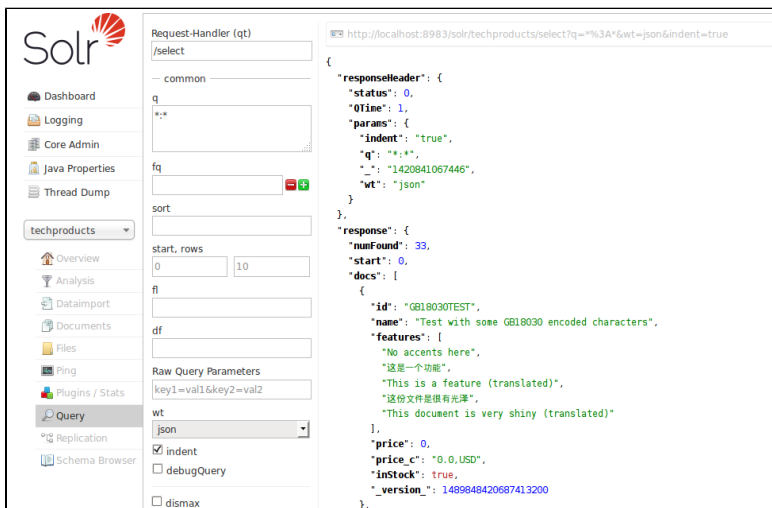 Solr
Dashboard
Logging
Core Admin
Java Properties
Thread Dump
techproducts
Overview
Analysis
Dataimport
Documents
Files
Ping
Plugins / Stats
Query
Replication
Schema Browser
Request-Handler (qt)
/select
common
q
*:*
fq
sort
start, rows
0 10
fl
df
Raw Query Parameters
key1=val1&key2=val2
wt
json
indent
debugQuery
dismax
http://localhost:8983/solr/techproducts/select?q=*%3A*&wt=json&indent=true
{
"responseHeader": {
"status": 0,
"QTime": 1,
"params": {
"indent": "true",
"q": "*:*",
"_": "1420841067446",
"wt": "json"
}
},
"response": {
"numFound": 33,
"start": 0,
"docs": [
{
"id": "GB18030TEST",
"name": "Test with some GB18030 encoded characters",
"features": [
"No accents here",
"这是一个功能",
"This is a feature (translated)",
"这份文件是很有光泽",
"This document is very shiny (translated)"
],
"price": 0,
"price_c": "0.0,USD",
"inStock": true,
"_version_": 1489848420687413200
},